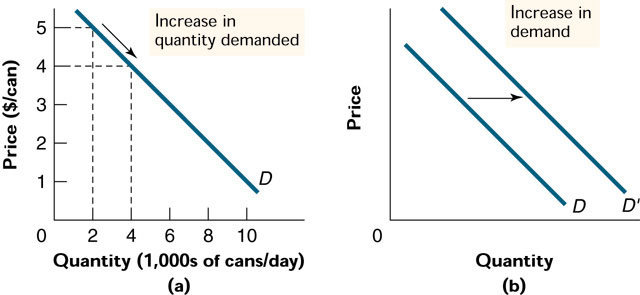 Increase in
quantity demanded
Price ($/can)
5
4
3
2
1
0
2
4
6
8
10
D
Quantity (1,000s of cans/day)
(a)
Increase in
demand
Price
0
D
D'
Quantity
(b)